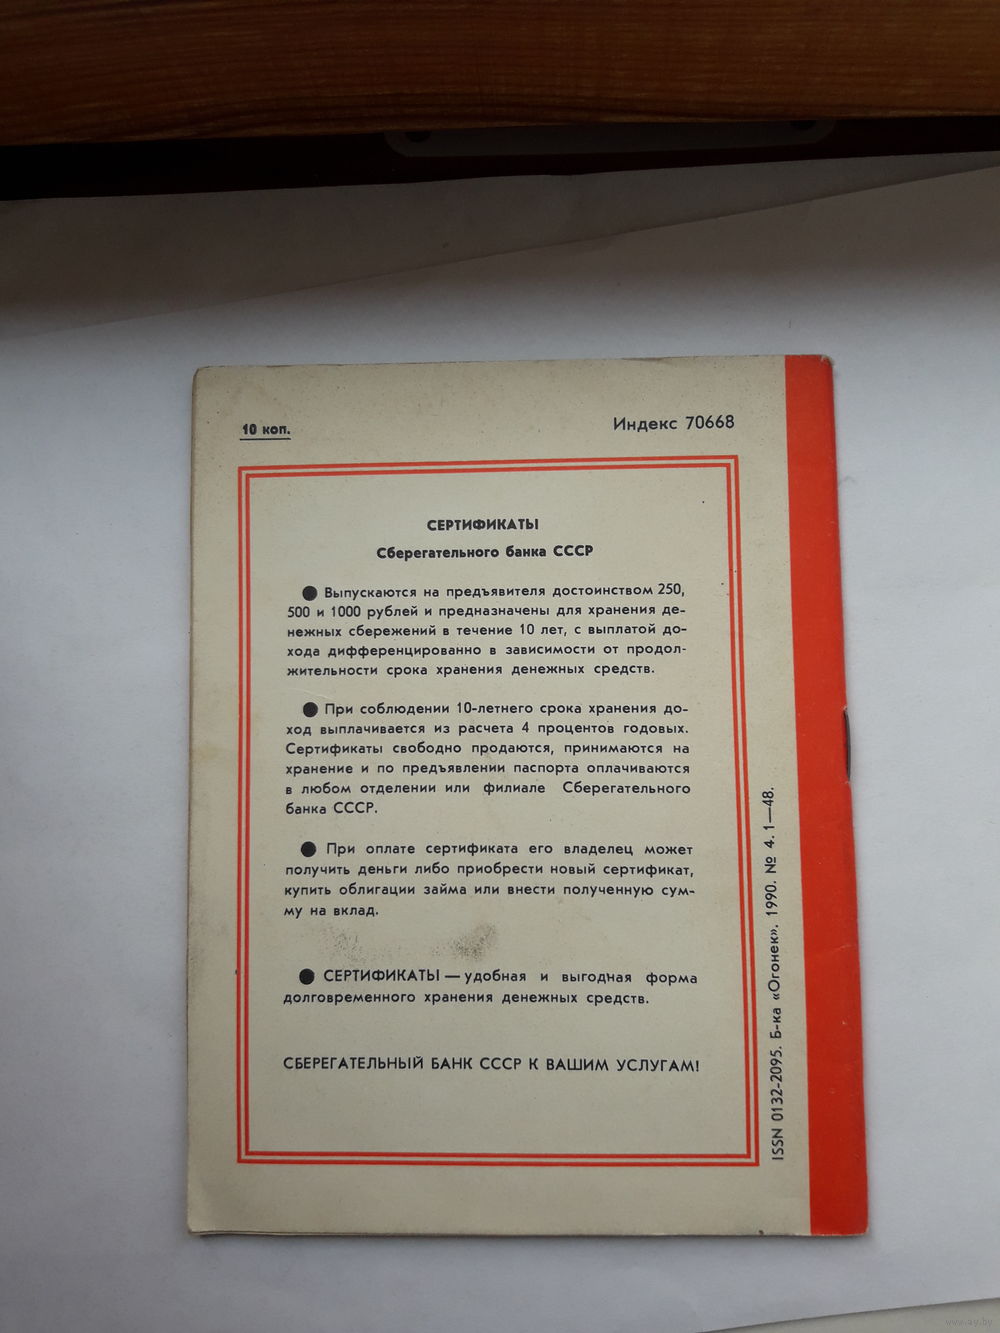 10 коп.
Индекс 70668
СЕРТИФИКАТЫ
Сберегательного банка СССР
● Выпускаются на предъявителя достоинством 250,
500 и 1000 рублей и предназначены для хранения де-
нежных сбережений в течение 10 лет, с выплатой до-
хода дифференцированно в зависимости от продол-
жительности срока хранения денежных средств.
● При соблюдении 10-летнего срока хранения до-
ход выплачивается из расчета 4 процентов годовых.
Сертификаты свободно продаются, принимаются на
хранение и по предъявлении паспорта оплачиваются
в любом отделении или филиале Сберегательного
банка СССР.
● При оплате сертификата его владелец может
получить деньги либо приобрести новый сертификат,
купить облигации займа или внести полученную сум-
му на вклад.
● СЕРТИФИКАТЫ — удобная и выгодная форма
долговременного хранения денежных средств.
СБЕРЕГАТЕЛЬНЫЙ БАНК СССР К ВАШИМ УСЛУГАМ!
ISSN 0132-2095. Б-ка «Огонек». 1990. № 4. 1—48.
www.ay.by